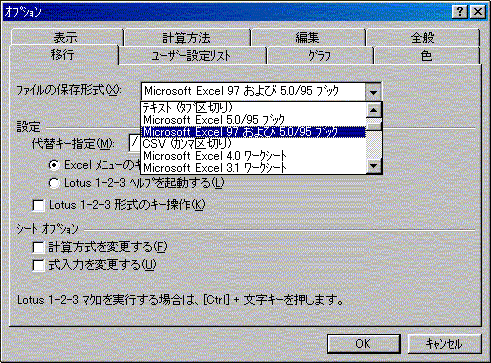 オプション
表示 計算方法 編集 全般
移行 ユーザー設定リスト グラフ 色
ファイルの保存形式(X): Microsoft Excel 97 および 5.0/95 ブック
テキスト (タブ区切り)
Microsoft Excel 5.0/95 ブック
設定
Microsoft Excel 97 および 5.0/95 ブック
代替キー指定(M): /
CSV (カンマ区切り)
Microsoft Excel 4.0 ワークシート
Excel メニューのキ
Microsoft Excel 3.1 ワークシート
Lotus 1-2-3 ヘルプを起動する(L)
Lotus 1-2-3 形式のキー操作(K)
シート オプション
計算方式を変更する(F)
式入力を変更する(U)
Lotus 1-2-3 マクロを実行する場合は、[Ctrl] + 文字キーを押します。
OK キャンセル